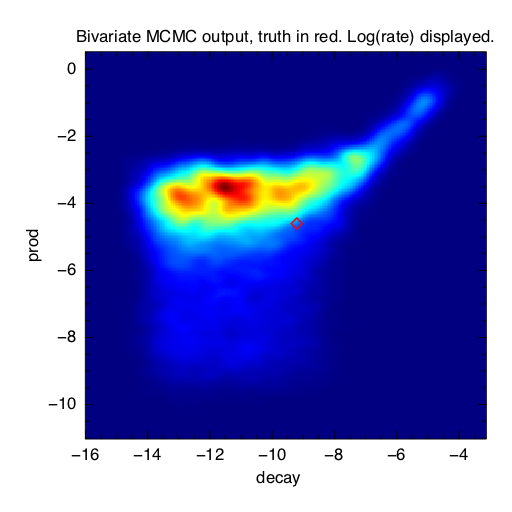 Bivariate MCMC output, truth in red. Log(rate) displayed.
0
−2
−4
−6
−8
−10
prod
−16 −14 −12 −10 −8 −6 −4
decay